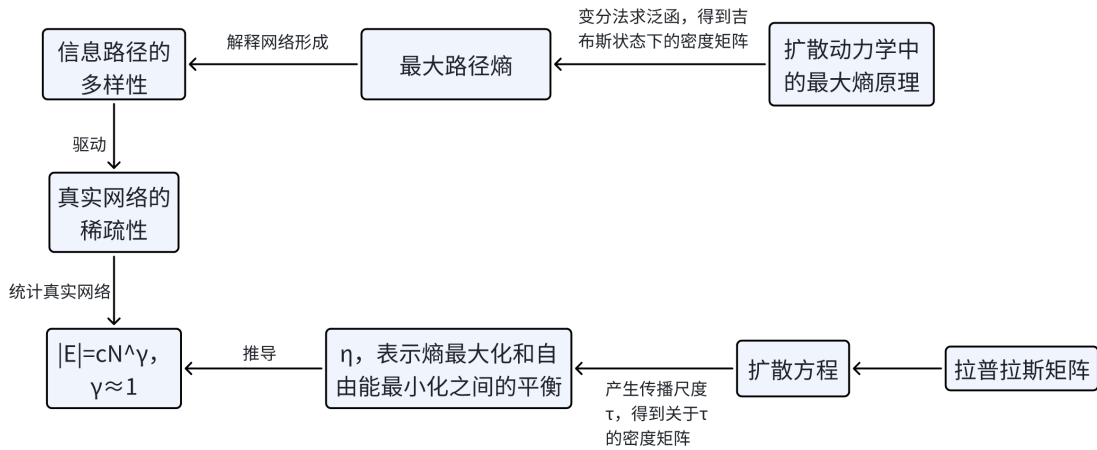 信息路径的
多样性
解释网络形成
最大路径熵
变分法求泛函，得到吉
布斯状态下的密度矩阵
扩散动力学中
的最大熵原理
驱动
真实网络的
稀疏性
统计真实网络
|E|=cN^γ，
γ≈1
推导
η，表示熵最大化和自
由能最小化之间的平衡
产生传播尺度
τ，得到关于τ
的密度矩阵
扩散方程
拉普拉斯矩阵